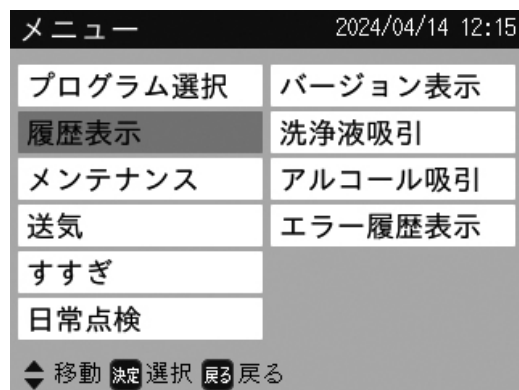 メニュー 2024/04/14 12:15
プログラム選択 バージョン表示
履歴表示 洗浄液吸引
メンテナンス アルコール吸引
送気 エラー履歴表示
すすぎ
日常点検
移動 決定 選択 戻る 戻る